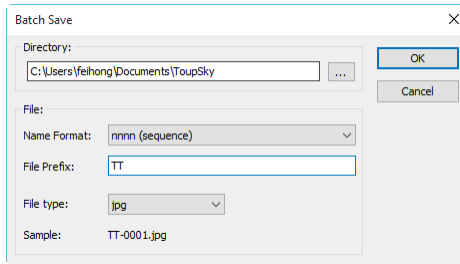 Batch Save
Directory:
C:\Users\feihong\Documents\ToupSky
...
OK
Cancel
File:
Name Format: nnnn (sequence)
File Prefix: TT
File type: jpg
Sample: TT-0001.jpg